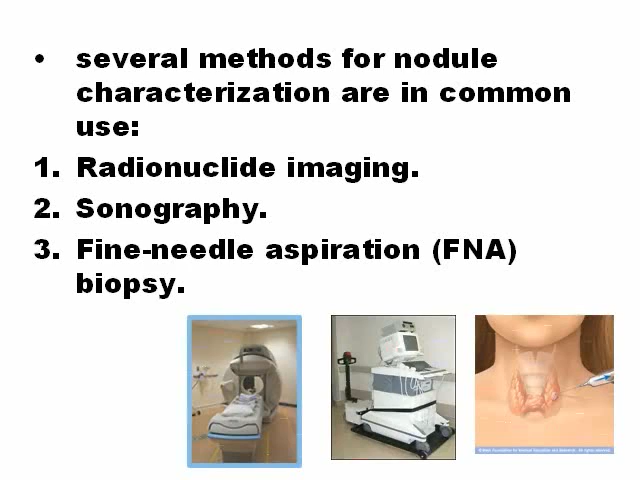 • several methods for nodule
characterization are in common
use:
1. Radionuclide imaging.
2. Sonography.
3. Fine-needle aspiration (FNA)
biopsy.